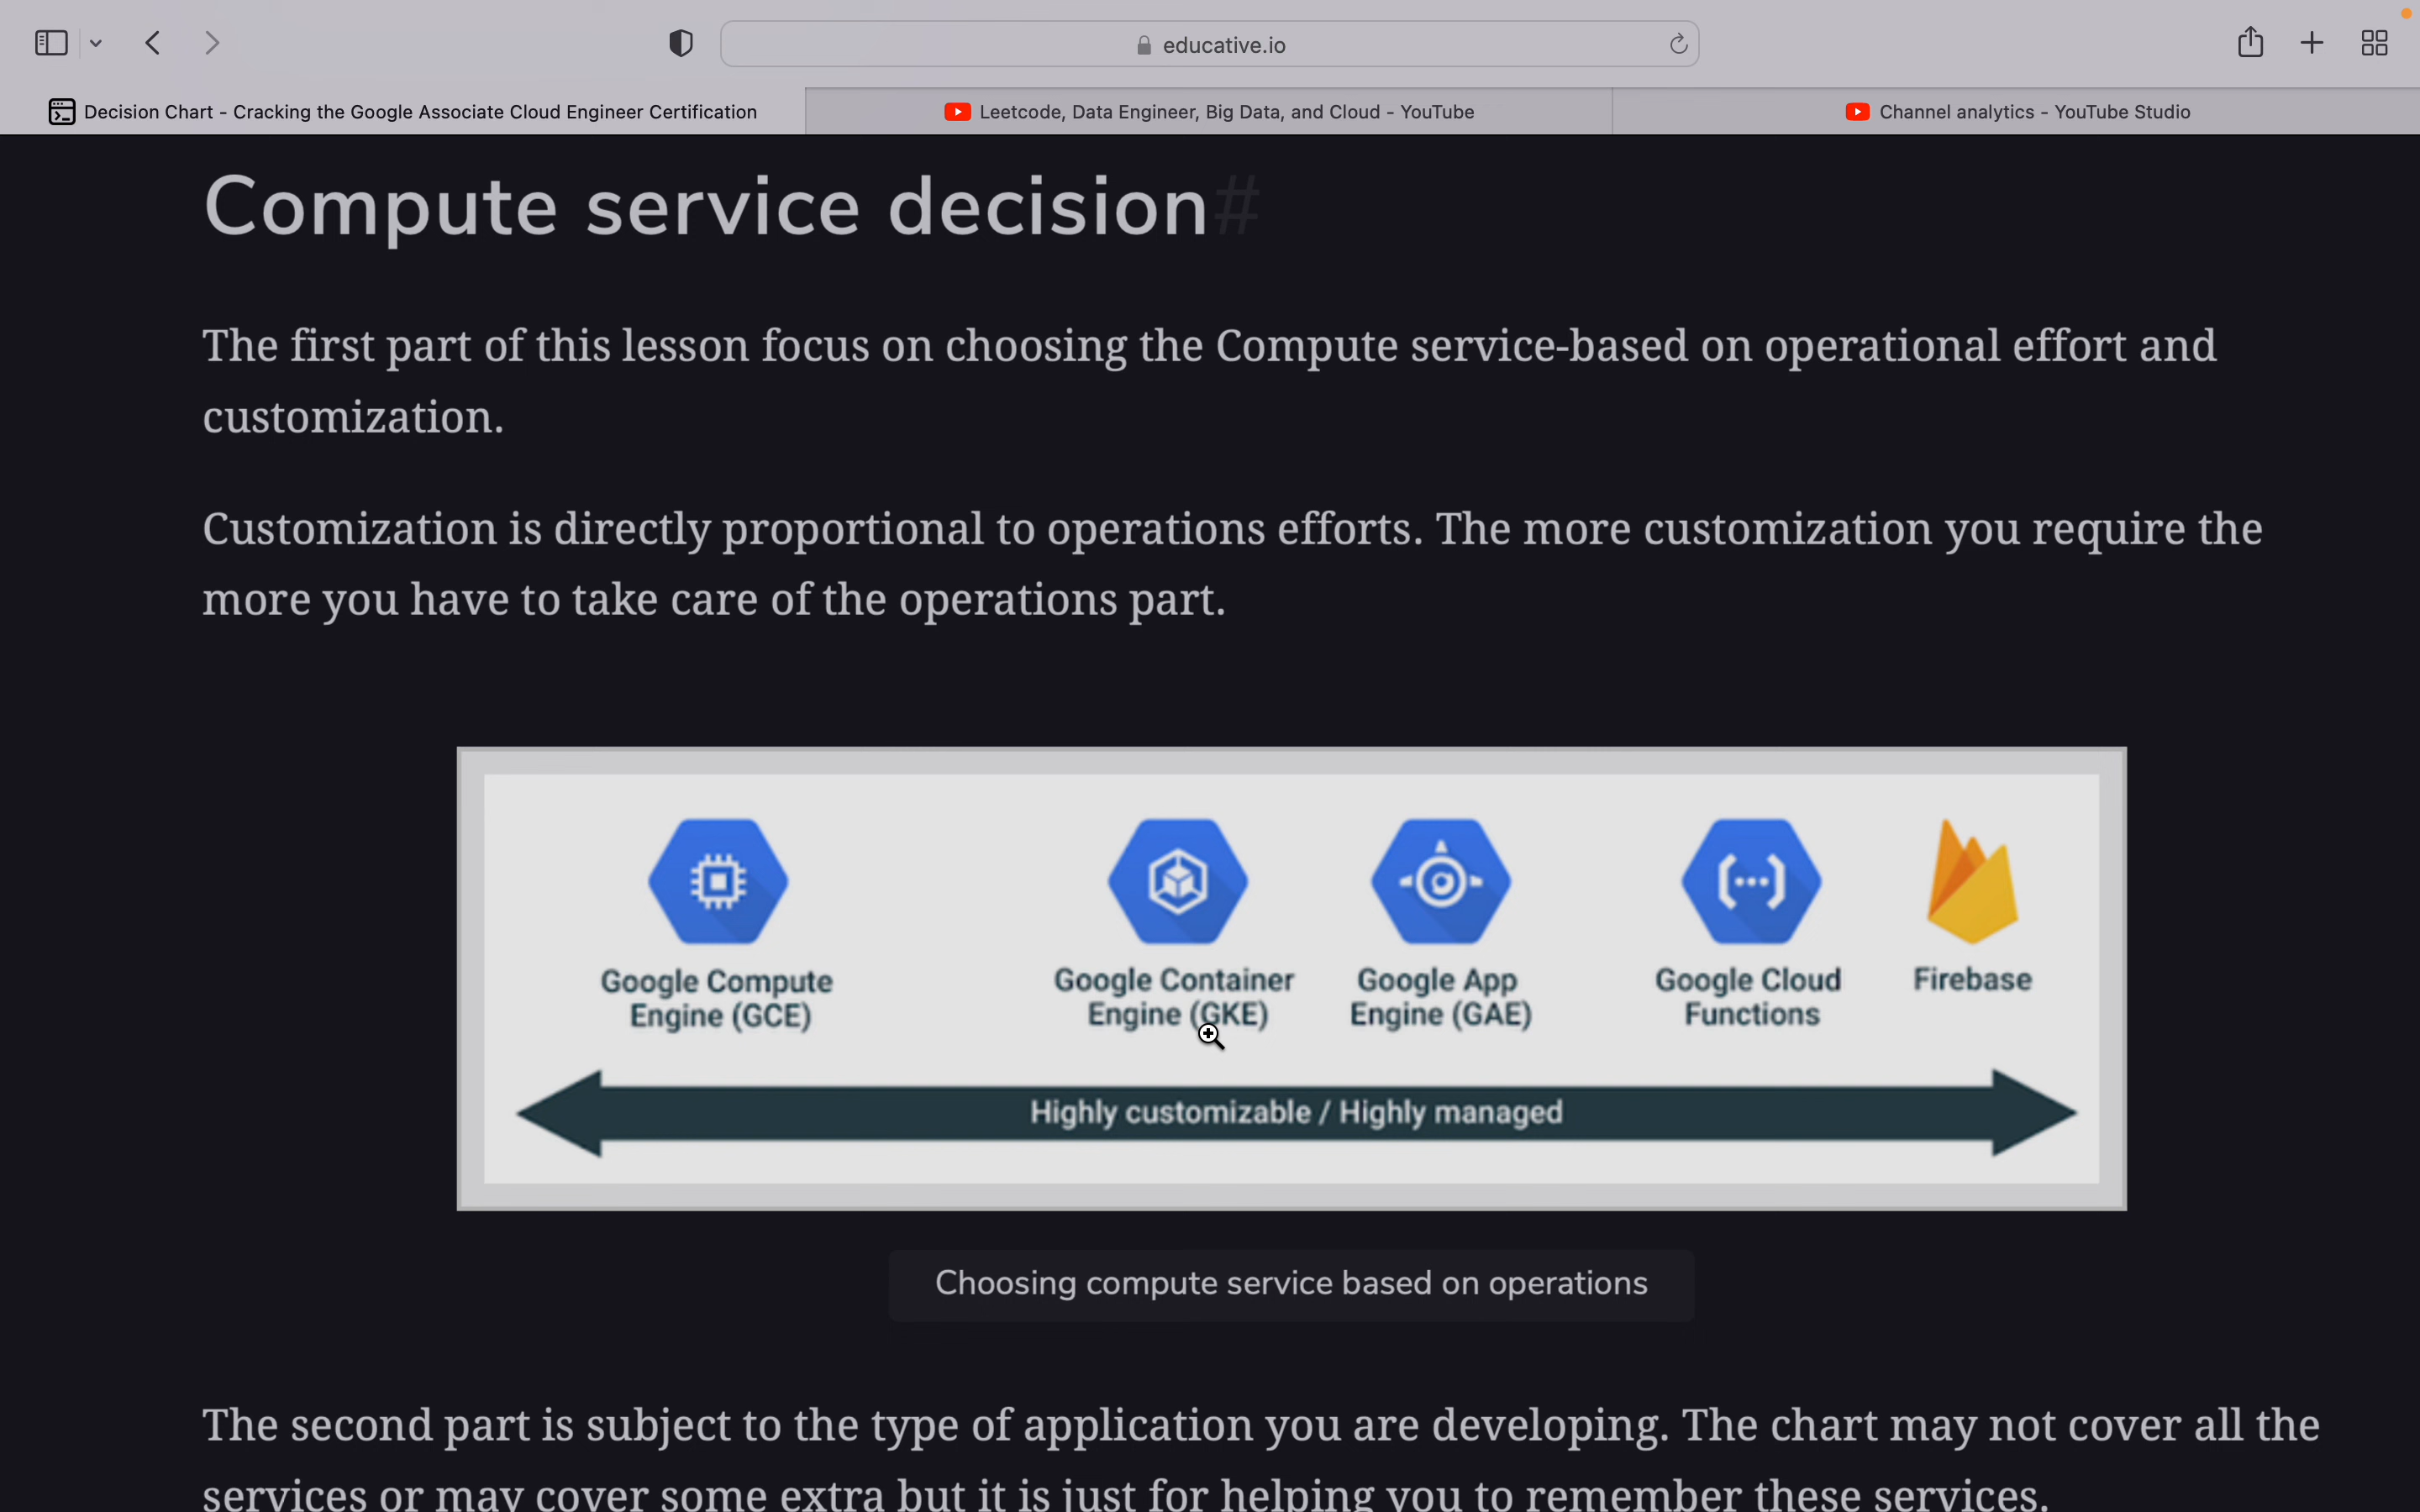 educative.io
Decision Chart - Cracking the Google Associate Cloud Engineer Certification
Leetcode, Data Engineer, Big Data, and Cloud - YouTube
Channel analytics - YouTube Studio
Compute service decision#
The first part of this lesson focus on choosing the Compute service-based on operational effort and
customization.
Customization is directly proportional to operations efforts. The more customization you require the
more you have to take care of the operations part.
Google Compute
Engine (GCE)
Google Container
Engine (GKE)
Google App
Engine (GAE)
Google Cloud
Functions
Firebase
Highly customizable / Highly managed
Choosing compute service based on operations
The second part is subject to the type of application you are developing. The chart may not cover all the
services or may cover some extra but it is just for helping you to remember these services.